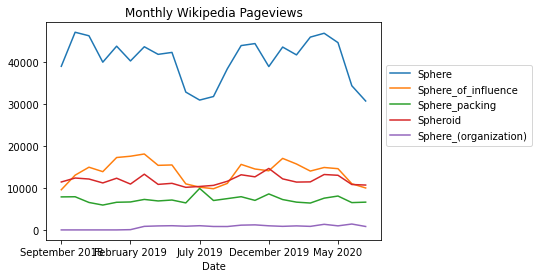 Monthly Wikipedia Pageviews
40000
30000
20000
10000
0
September 2018 February 2019 July 2019 December 2019 May 2020
Date
Sphere
Sphere_of_influence
Sphere_packing
Spheroid
Sphere_(organization)